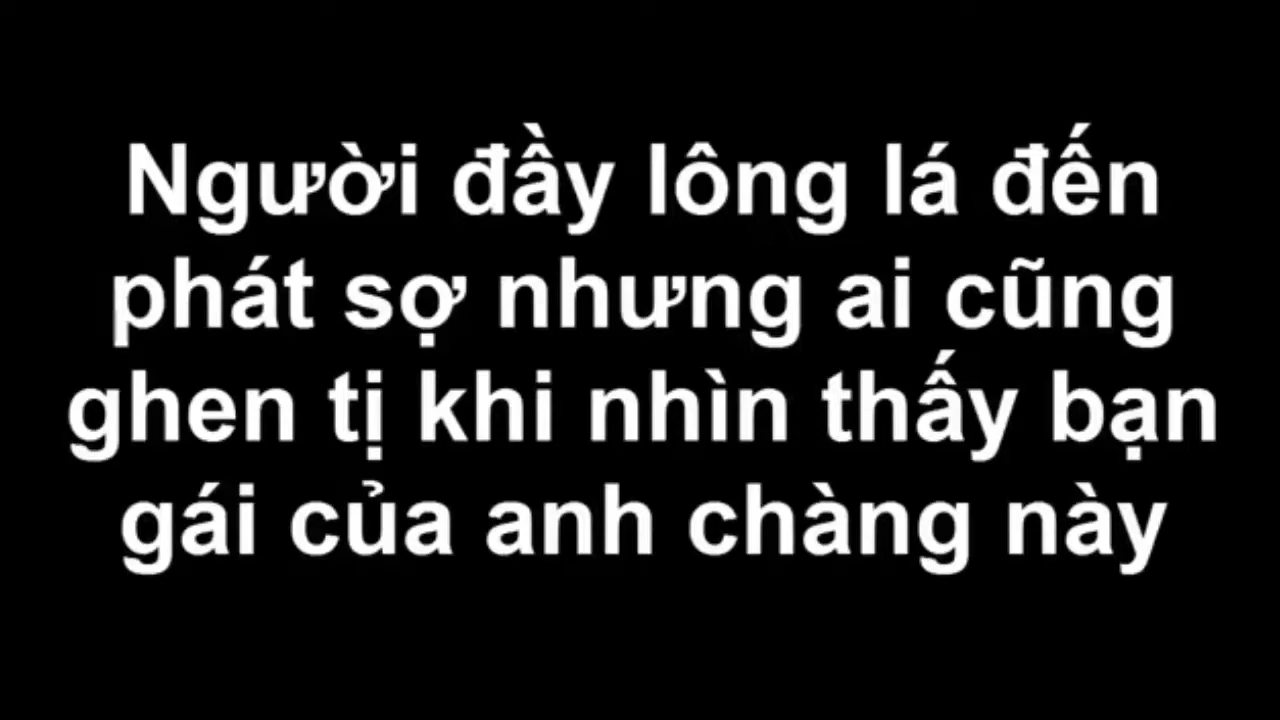 Người đầy lông lá đến
phát sợ nhưng ai cũng
ghen tị khi nhìn thấy bạn
gái của anh chàng này